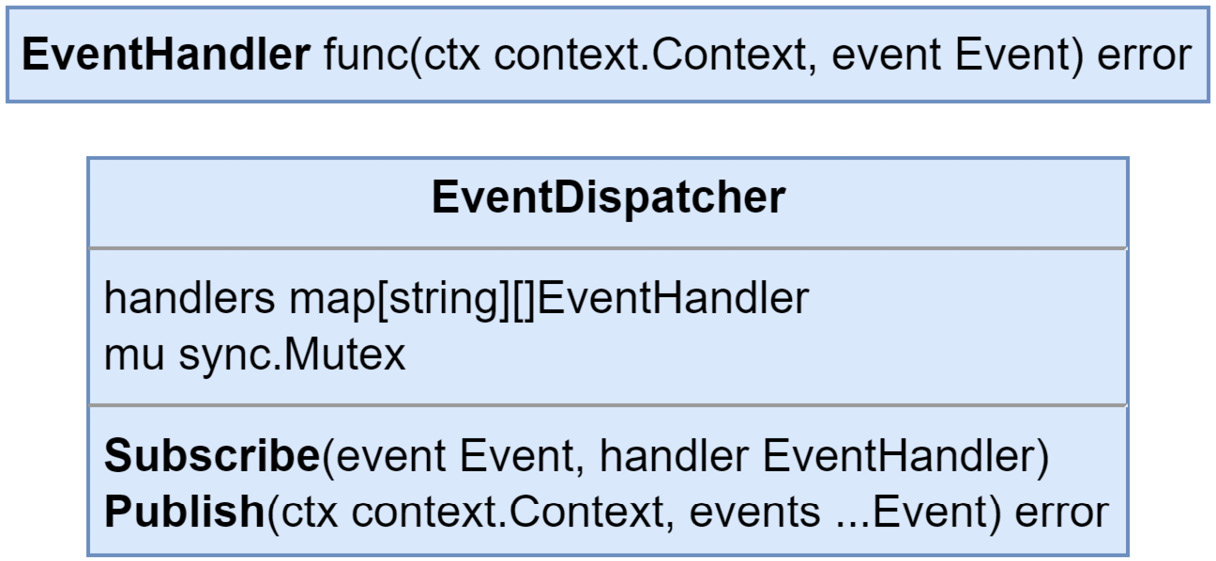 EventHandler func(ctx context.Context, event Event) error
EventDispatcher
handlers map[string][]EventHandler
mu sync.Mutex
Subscribe(event Event, handler EventHandler)
Publish(ctx context.Context, events ...Event) error